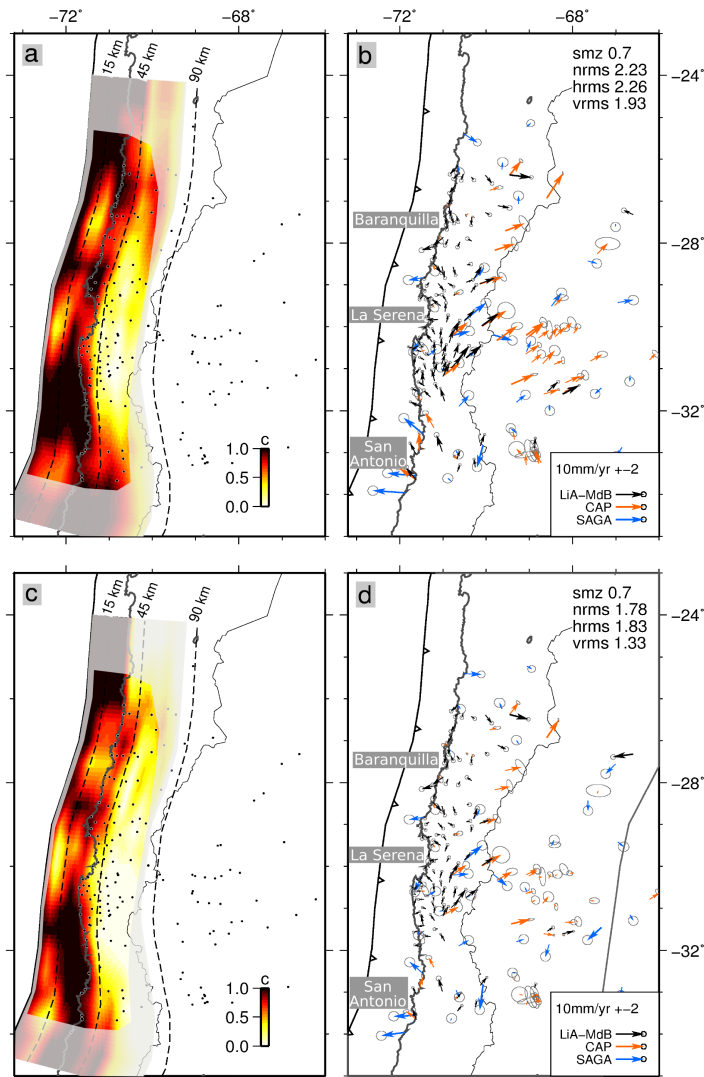 −72° −68° −72° −68°
a
15 km
45 km
90 km
C
1.0
0.5
0.0
b
smz 0.7
nrms 2.23
hrms 2.26
vrms 1.93
−24°
Baranquilla
−28°
La Serena
−32°
San
Antonio
10mm/yr +−2
LiA−MdB
CAP
SAGA
c
15 km
45 km
90 km
C
1.0
0.5
0.0
d
smz 0.7
nrms 1.78
hrms 1.83
vrms 1.33
−24°
Baranquilla
−28°
La Serena
−32°
San
Antonio
10mm/yr +−2
LiA−MdB
CAP
SAGA